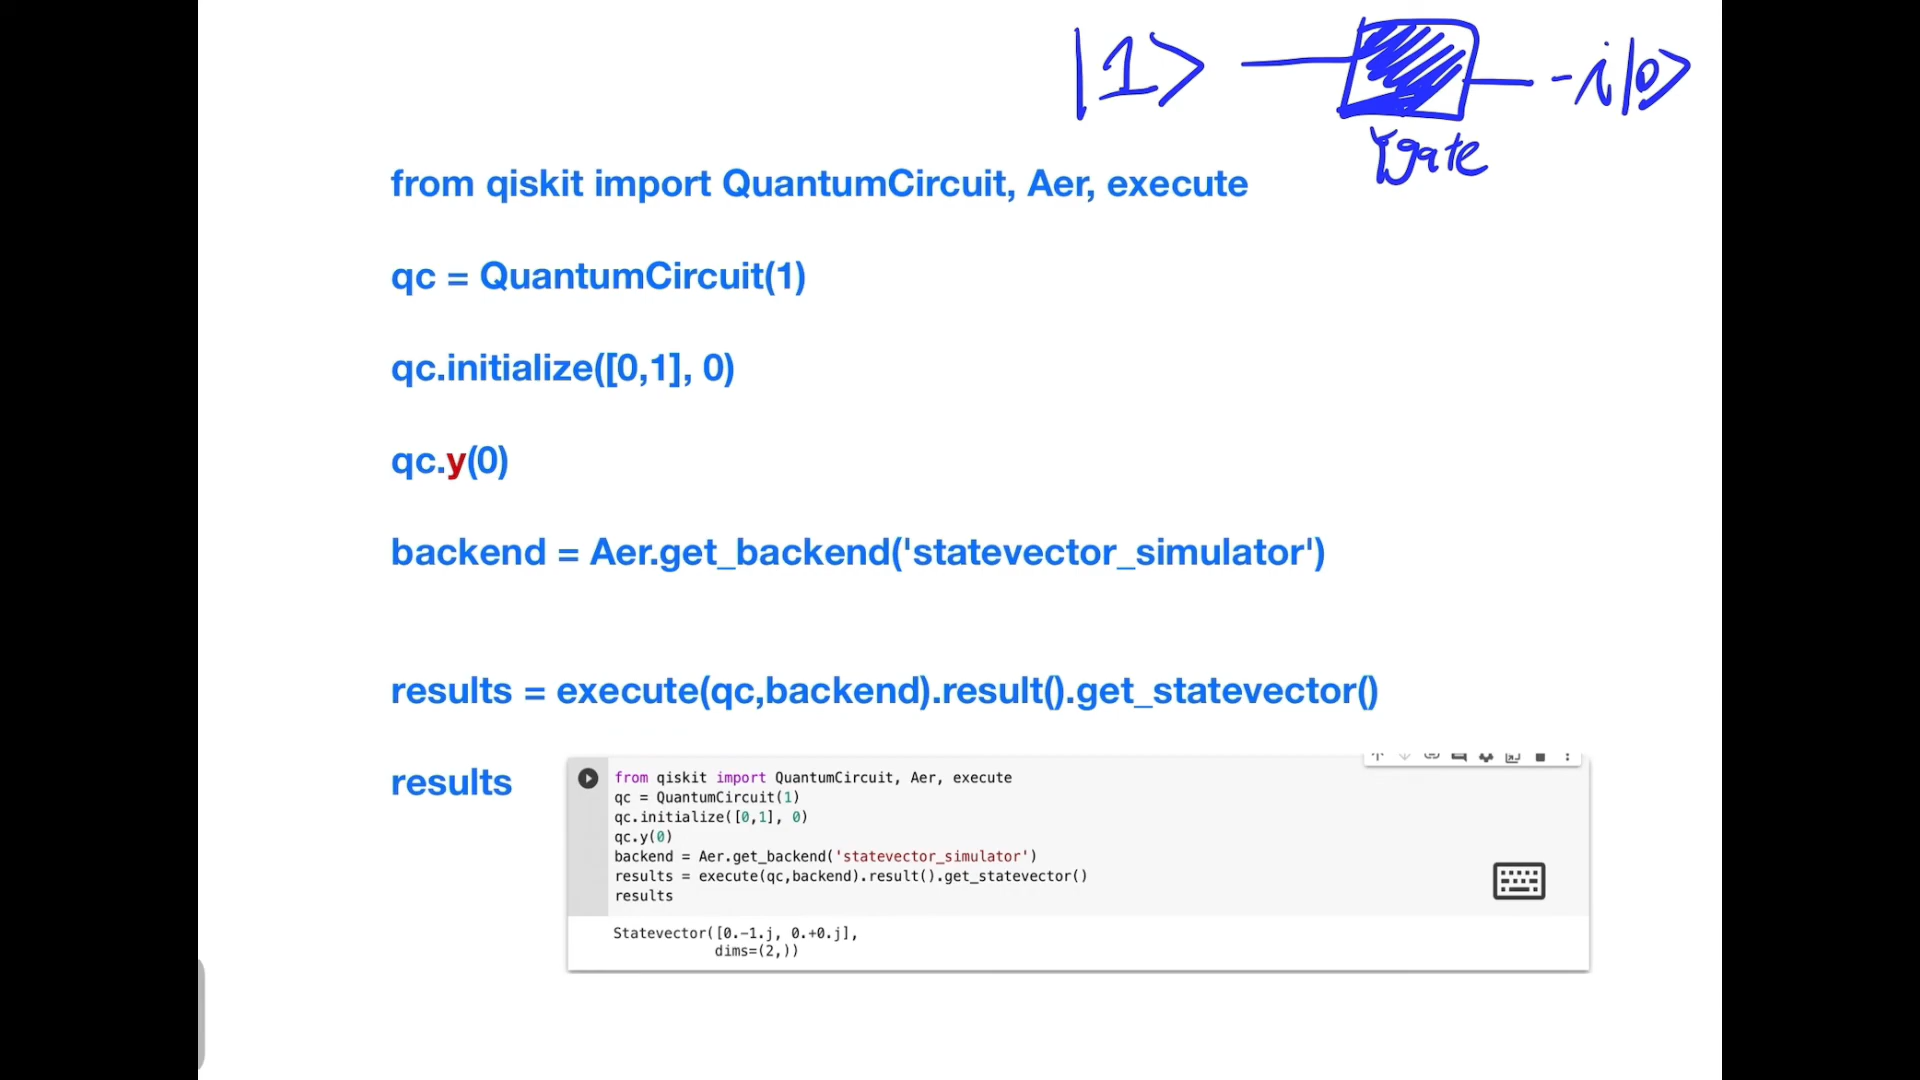 |1> -i|0>
Ygate
from qiskit import QuantumCircuit, Aer, execute
qc = QuantumCircuit(1)
qc.initialize([0,1], 0)
qc.y(0)
backend = Aer.get_backend('statevector_simulator')
results = execute(qc,backend).result().get_statevector()
results
from qiskit import QuantumCircuit, Aer, execute
qc = QuantumCircuit(1)
qc.initialize([0,1], 0)
qc.y(0)
backend = Aer.get_backend('statevector_simulator')
results = execute(qc,backend).result().get_statevector()
results
Statevector([0.-1.j, 0.+0.j],
dims=(2,))